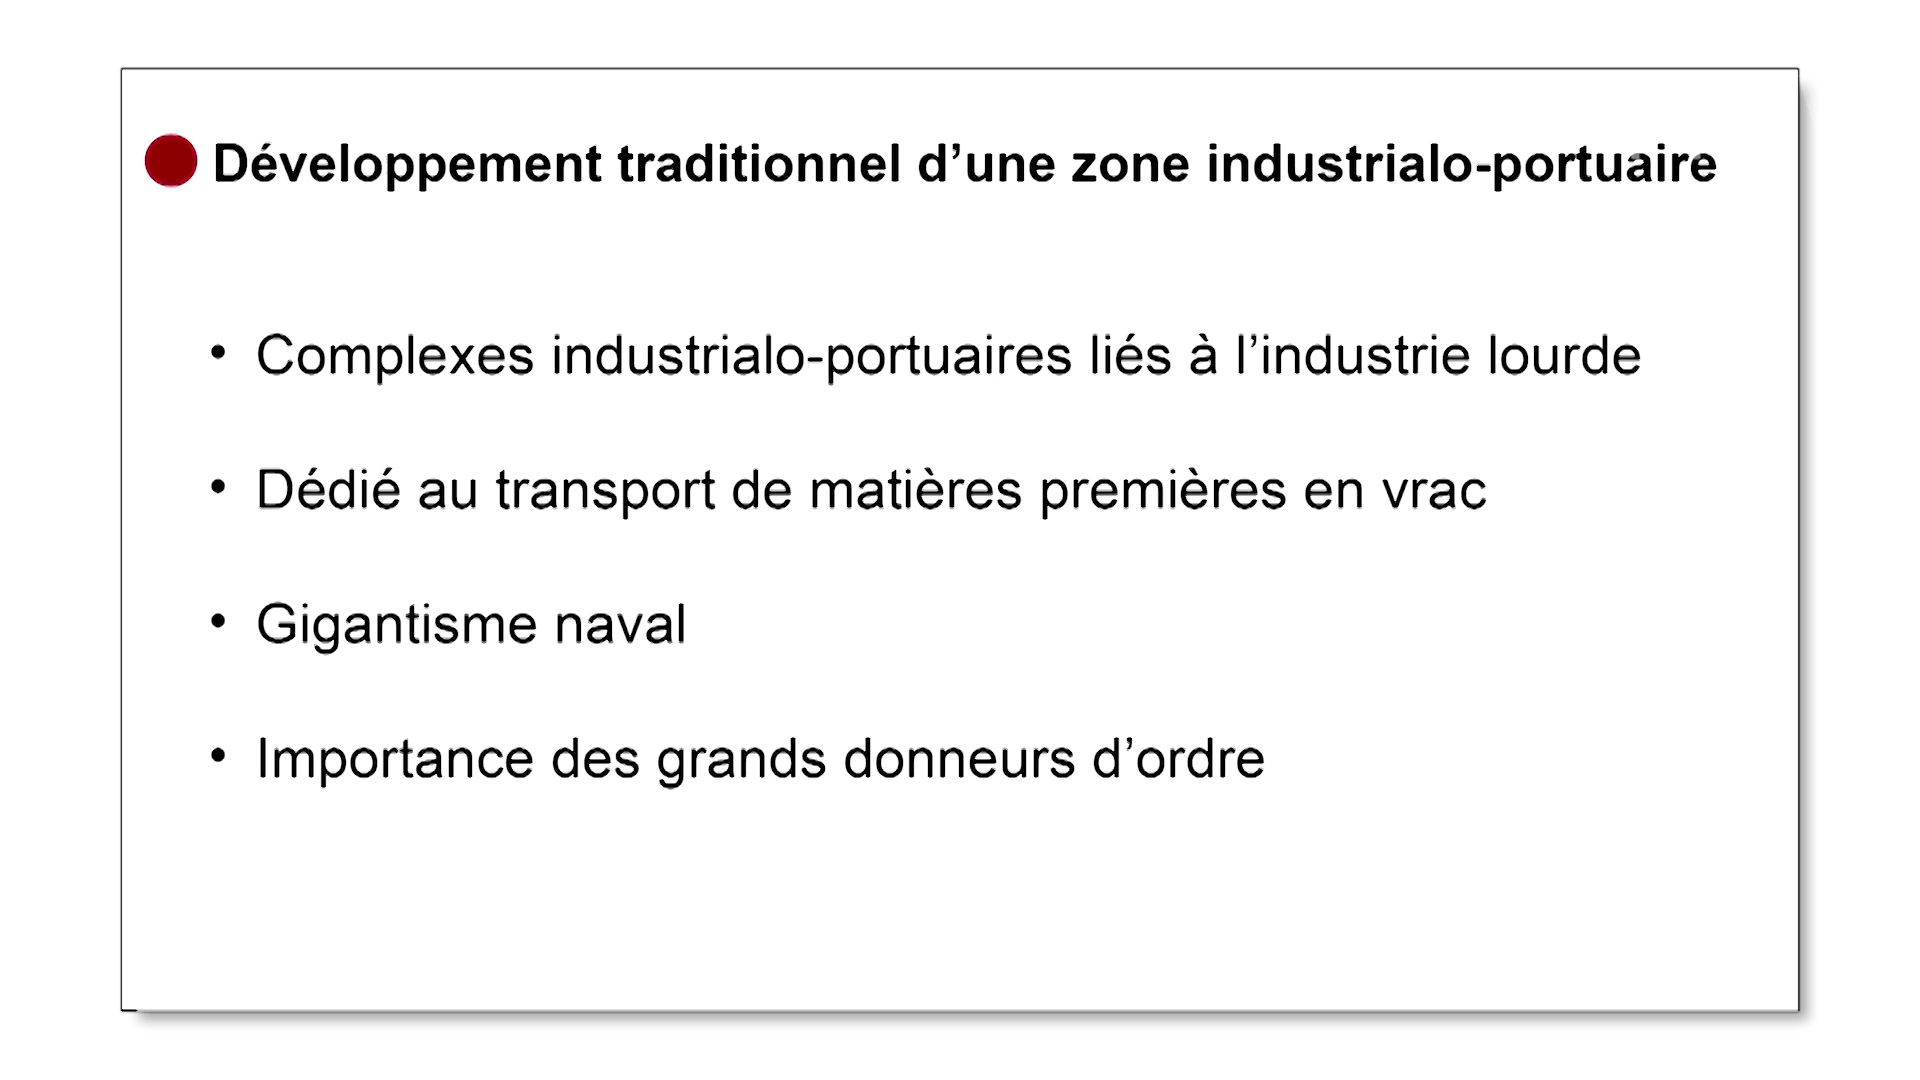 Développement traditionnel d’une zone industrialo-portuaire
• Complexes industrialo-portuaires liés à l’industrie lourde
• Dédié au transport de matières premières en vrac
• Gigantisme naval
• Importance des grands donneurs d’ordre